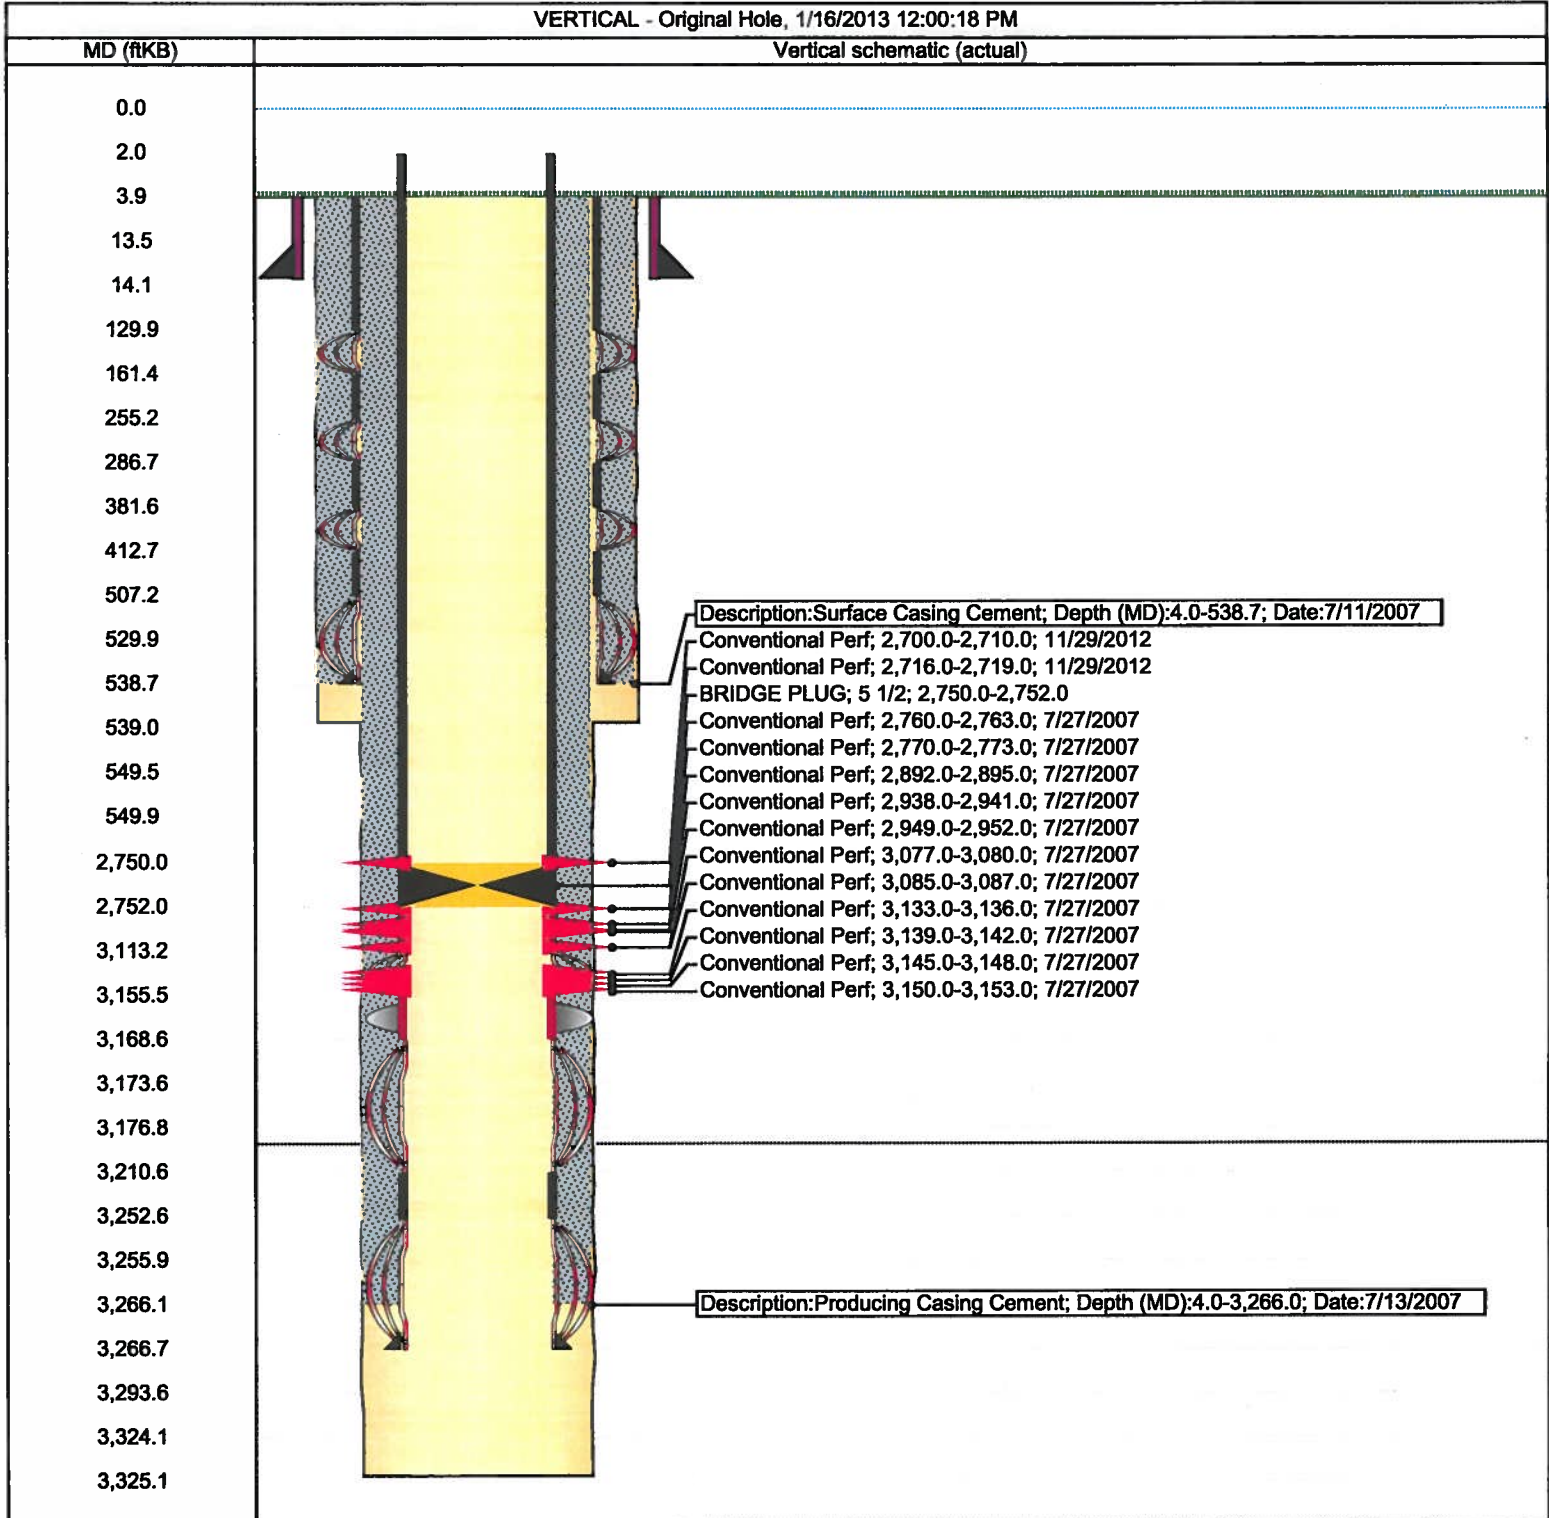 VERTICAL - Original Hole, 1/16/2013 12:00:18 PM
MD (ftKB)
Vertical schematic (actual)
0.0
2.0
3.9
13.5
14.1
129.9
161.4
255.2
286.7
381.6
412.7
507.2
529.9
538.7
539.0
549.5
549.9
2,750.0
2,752.0
3,113.2
3,155.5
3,168.6
3,173.6
3,176.8
3,210.6
3,252.6
3,255.9
3,266.1
3,266.7
3,293.6
3,324.1
3,325.1
Description:Surface Casing Cement; Depth (MD):4.0-538.7; Date:7/11/2007
Conventional Perf; 2,700.0-2,710.0; 11/29/2012
Conventional Perf; 2,716.0-2,719.0; 11/29/2012
BRIDGE PLUG; 5 1/2; 2,750.0-2,752.0
Conventional Perf; 2,760.0-2,763.0; 7/27/2007
Conventional Perf; 2,770.0-2,773.0; 7/27/2007
Conventional Perf; 2,892.0-2,895.0; 7/27/2007
Conventional Perf; 2,938.0-2,941.0; 7/27/2007
Conventional Perf; 2,949.0-2,952.0; 7/27/2007
Conventional Perf; 3,077.0-3,080.0; 7/27/2007
Conventional Perf; 3,085.0-3,087.0; 7/27/2007
Conventional Perf; 3,133.0-3,136.0; 7/27/2007
Conventional Perf; 3,139.0-3,142.0; 7/27/2007
Conventional Perf; 3,145.0-3,148.0; 7/27/2007
Conventional Perf; 3,150.0-3,153.0; 7/27/2007
Description:Producing Casing Cement; Depth (MD):4.0-3,266.0; Date:7/13/2007